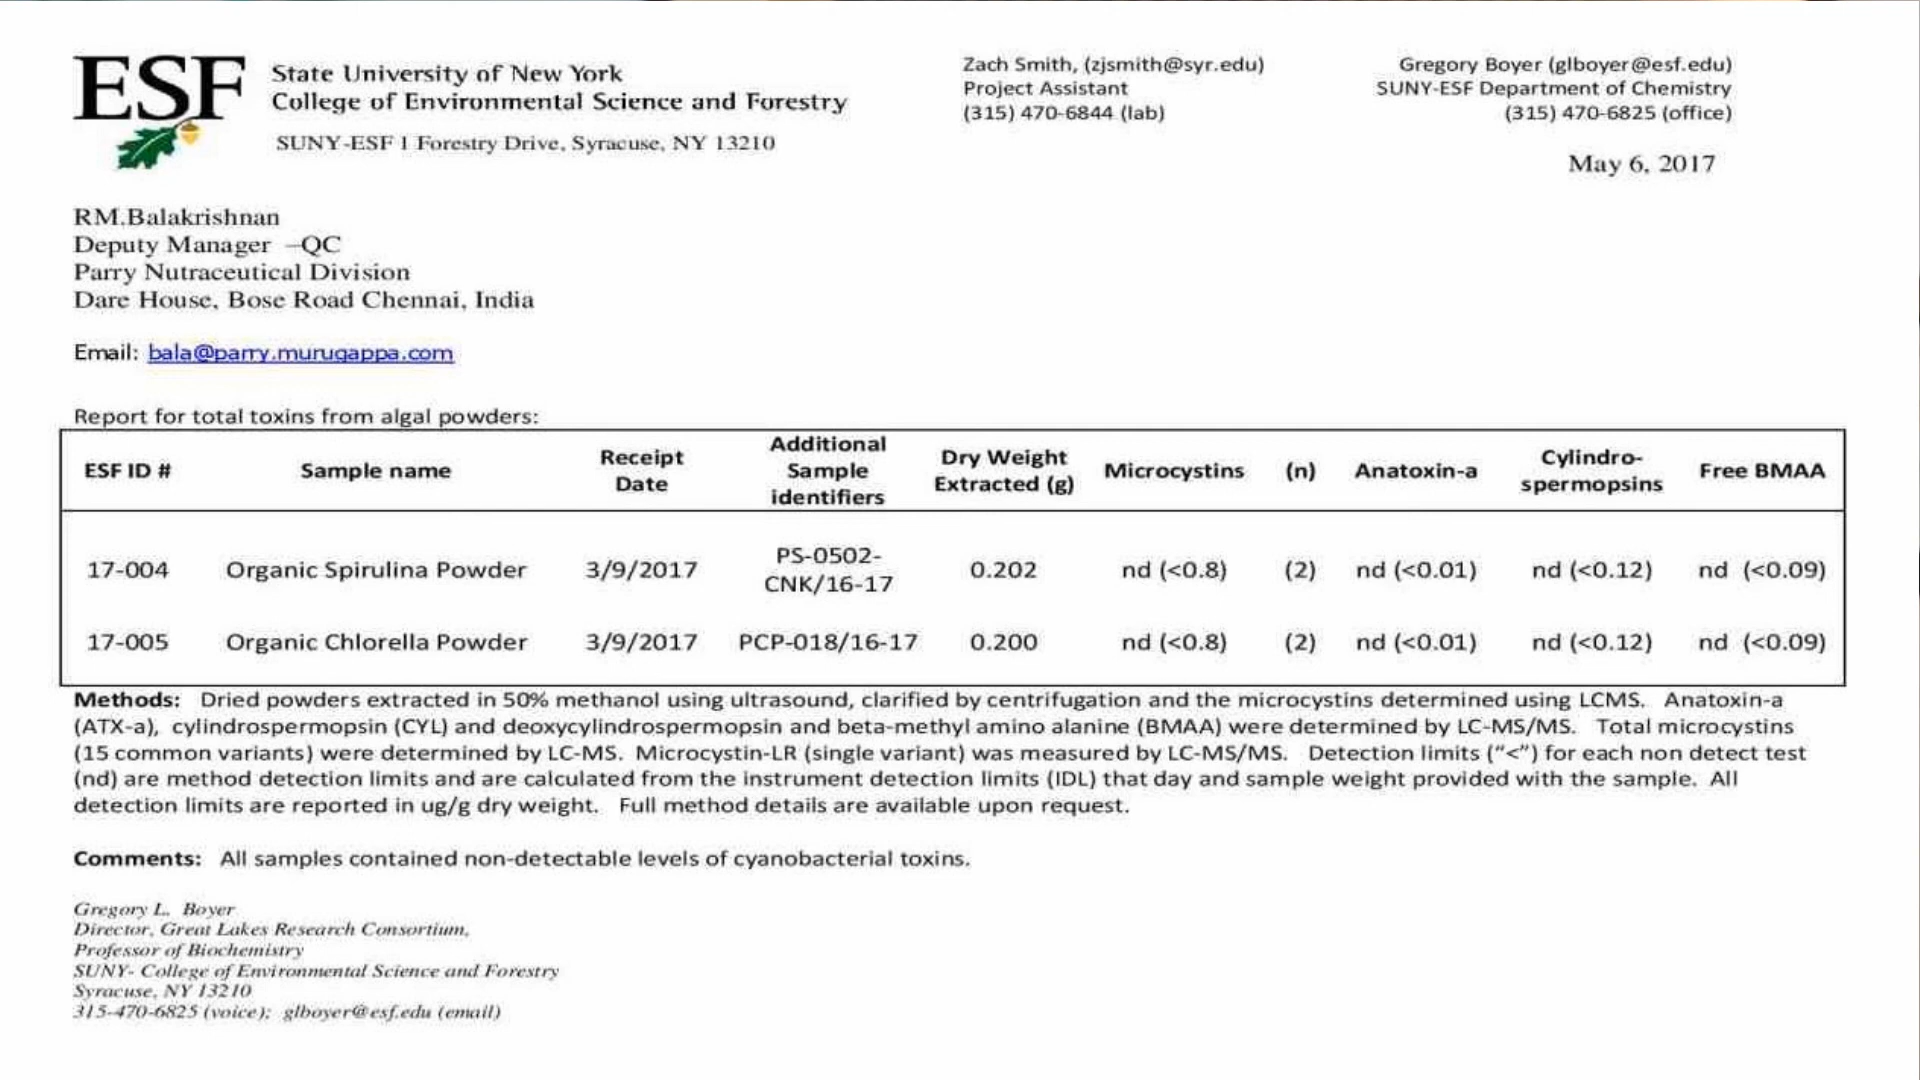 ESF
State University of New York
College of Environmental Science and Forestry
SUNY-ESF 1 Forestry Drive, Syracuse, NY 13210
Zach Smith, (zjsmith@syr.edu)
Project Assistant
(315) 470-6844 (lab)
Gregory Boyer (glboyer@esf.edu)
SUNY-ESF Department of Chemistry
(315) 470-6825 (office)
May 6, 2017
RM.Balakrishnan
Deputy Manager –QC
Parry Nutraceutical Division
Dare House, Bose Road Chennai, India
Email: bala@parry.murugappa.com
Report for total toxins from algal powders:
ESF ID # Sample name Receipt Date Additional Sample identifiers Dry Weight Extracted (g) Microcystins (n) Anatoxin-a Cylindro-spermopsins Free BMAA
17-004 Organic Spirulina Powder 3/9/2017 PS-0502-CNK/16-17 0.202 nd (<0.8) (2) nd (<0.01) nd (<0.12) nd (<0.09)
17-005 Organic Chlorella Powder 3/9/2017 PCP-018/16-17 0.200 nd (<0.8) (2) nd (<0.01) nd (<0.12) nd (<0.09)
Methods: Dried powders extracted in 50% methanol using ultrasound, clarified by centrifugation and the microcystins determined using LCMS. Anatoxin-a
(ATX-a), cylindrospermopsin (CYL) and deoxycylindrospermopsin and beta-methyl amino alanine (BMAA) were determined by LC-MS/MS. Total microcystins
(15 common variants) were determined by LC-MS. Microcystin-LR (single variant) was measured by LC-MS/MS. Detection limits (“<”) for each non detect test
(nd) are method detection limits and are calculated from the instrument detection limits (IDL) that day and sample weight provided with the sample. All
detection limits are reported in ug/g dry weight. Full method details are available upon request.
Comments: All samples contained non-detectable levels of cyanobacterial toxins.
Gregory L. Boyer
Director, Great Lakes Research Consortium,
Professor of Biochemistry
SUNY- College of Environmental Science and Forestry
Syracuse, NY 13210
315-470-6825 (voice); glboyer@esf.edu (email)